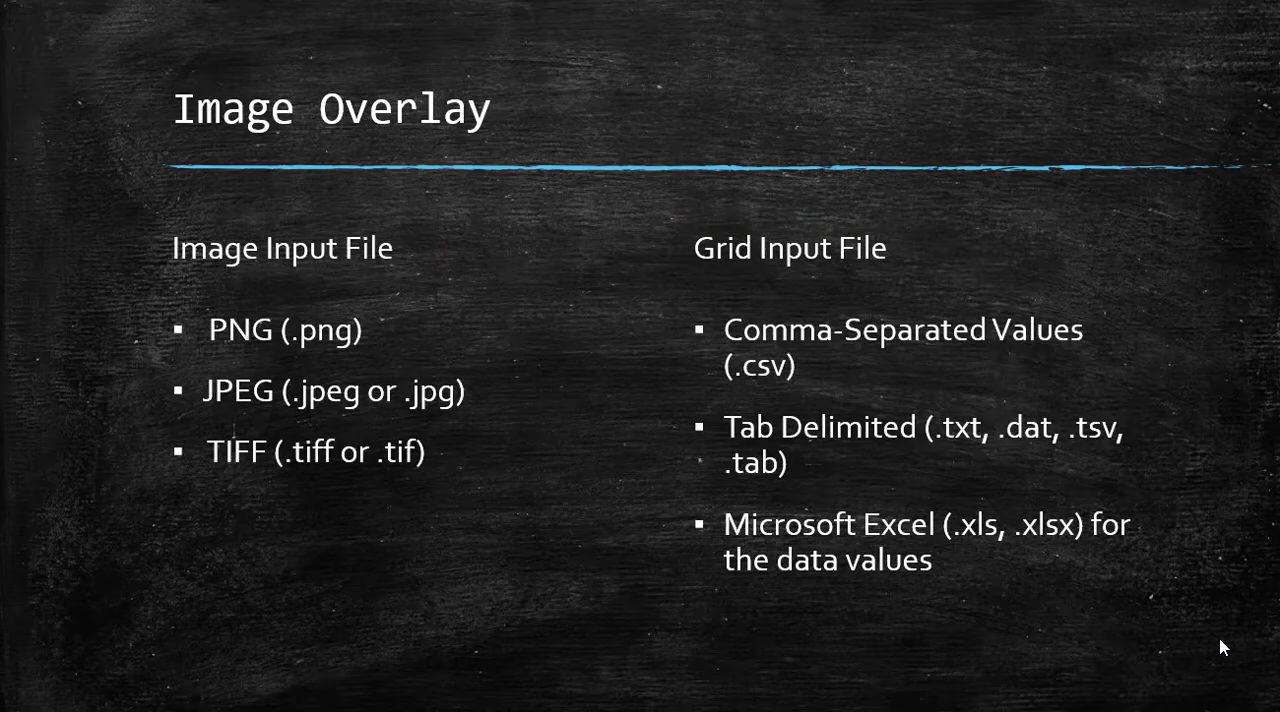 Image Overlay
Image Input File
▪ PNG (.png)
▪ JPEG (.jpeg or .jpg)
▪ TIFF (.tiff or .tif)
Grid Input File
▪ Comma-Separated Values
(.csv)
▪ Tab Delimited (.txt, .dat, .tsv,
.tab)
▪ Microsoft Excel (.xls, .xlsx) for
the data values